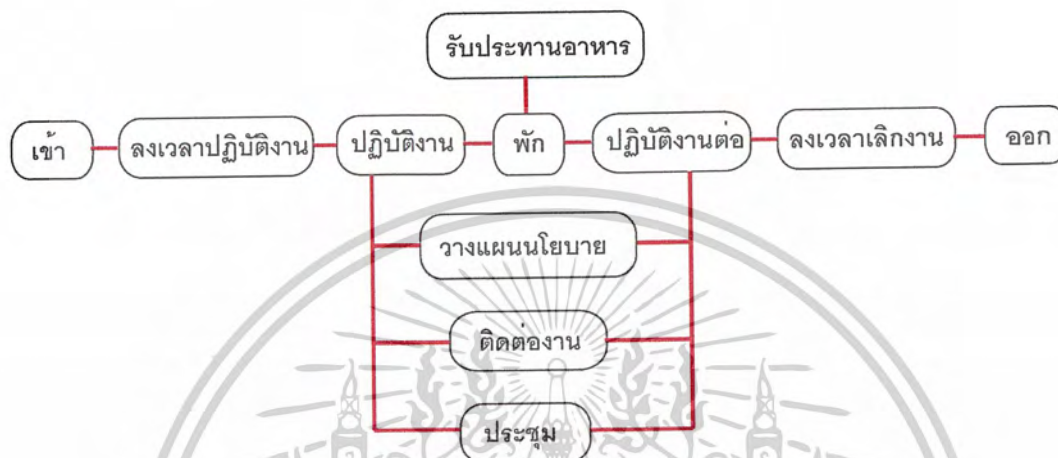 รับประทานอาหาร
เข้า ลงเวลาปฏิบัติงาน ปฏิบัติงาน พัก ปฏิบัติงานต่อ ลงเวลาเลิกงาน ออก
วางแผนนโยบาย
ติดต่องาน
ประชุม